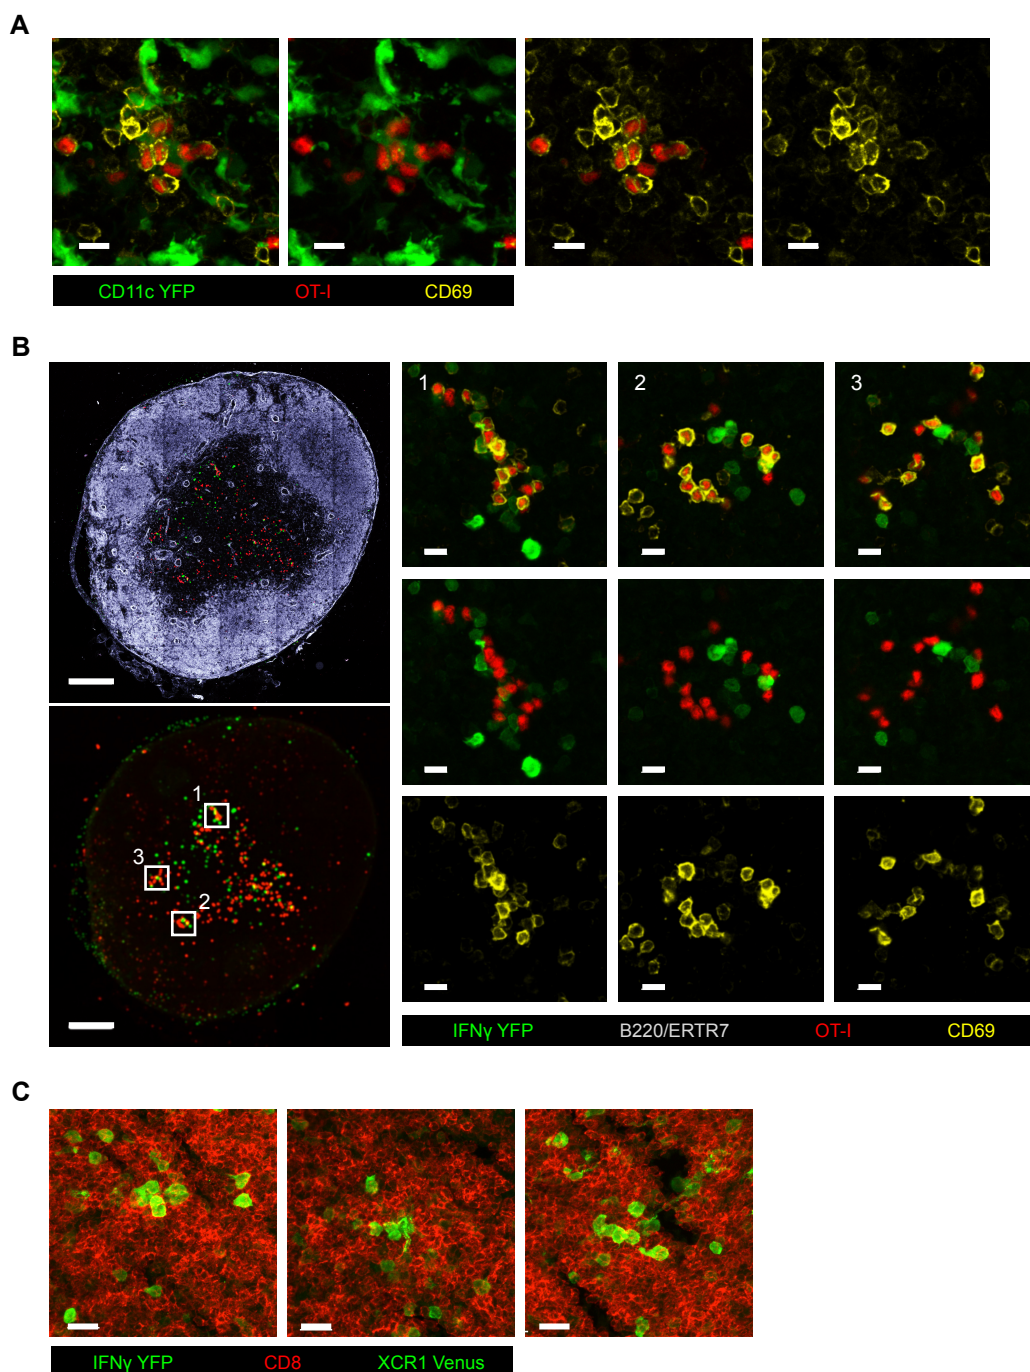 A
CD11c YFP OT-I CD69
B
1 2 3
1
3
2
IFNγ YFP B220/ERTR7 OT-I CD69
C
IFNγ YFP CD8 XCR1 Venus